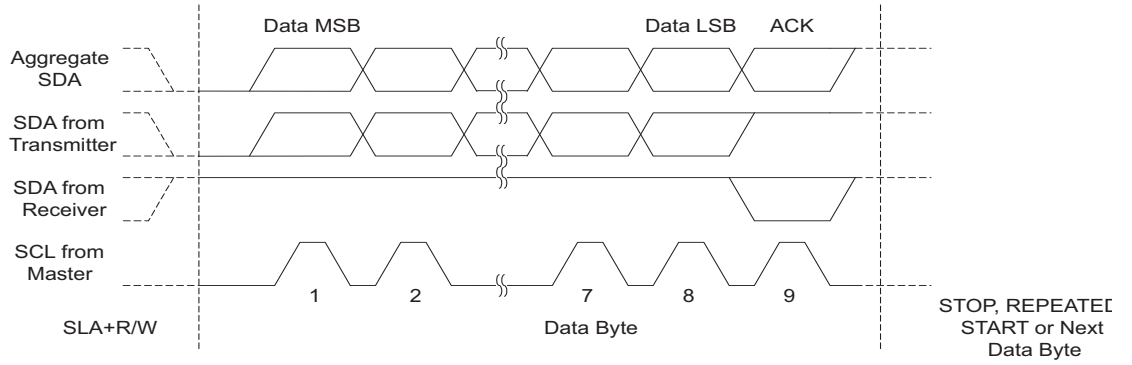 Data MSB Data LSB ACK
Aggregate
SDA
SDA from
Transmitter
SDA from
Receiver
SCL from
Master
1 2 7 8 9
SLA+R/W Data Byte
STOP, REPEATED
START or Next
Data Byte